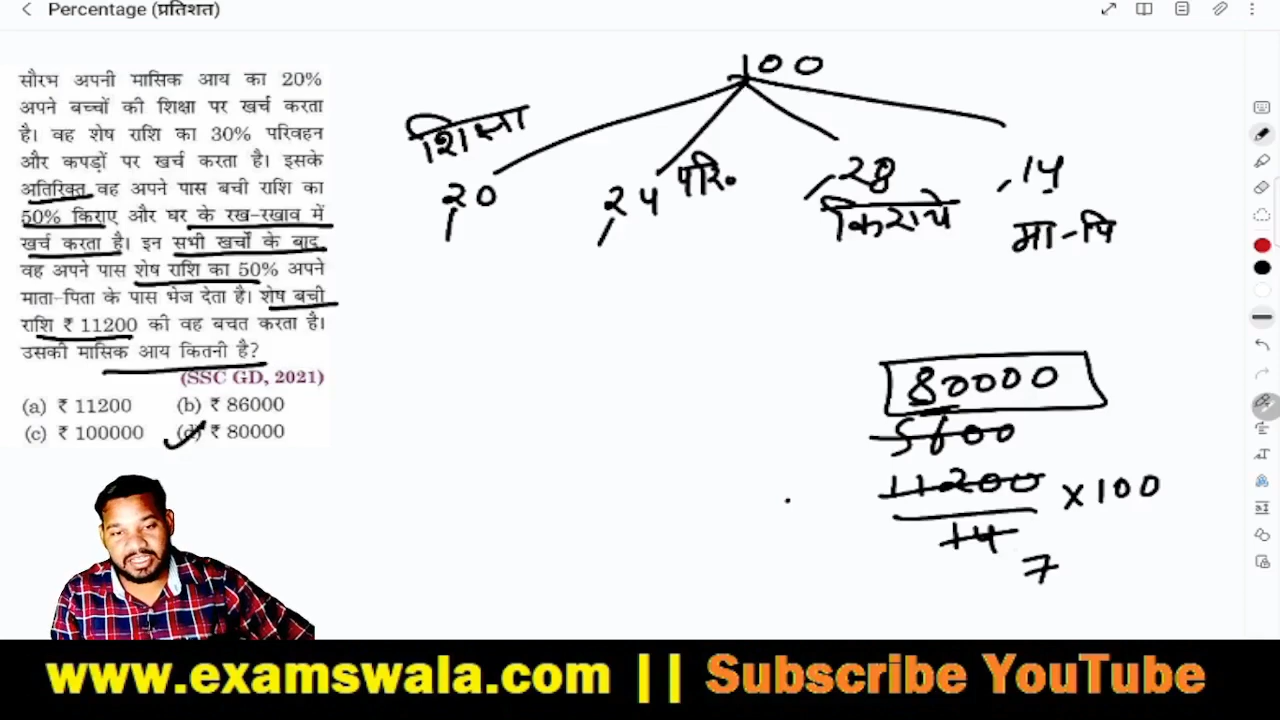 Percentage (प्रतिशत)
सौरभ अपनी मासिक आय का 20%
अपने बच्चों की शिक्षा पर खर्च करता
है। वह शेष राशि का 30% परिवहन
और कपड़ों पर खर्च करता है। इसके
अतिरिक्त वह अपने पास बची राशि का
50% किराए और घर के रख-रखाव में
खर्च करता है। इन सभी खर्चों के बाद
वह अपने पास शेष राशि का 50% अपने
माता-पिता के पास भेज देता है। शेष बची
राशि ₹ 11200 की वह बचत करता है।
उसकी मासिक आय कितनी है?
(SSC GD, 2021)
(a) ₹ 11200 (b) ₹ 86000
(c) ₹ 100000 (d) ₹ 80000
100
शिक्षा
20 24 परि. 28 14
किराये मा-पि
80000
5600
11200 × 100
14
7
www.examswala.com || Subscribe YouTube